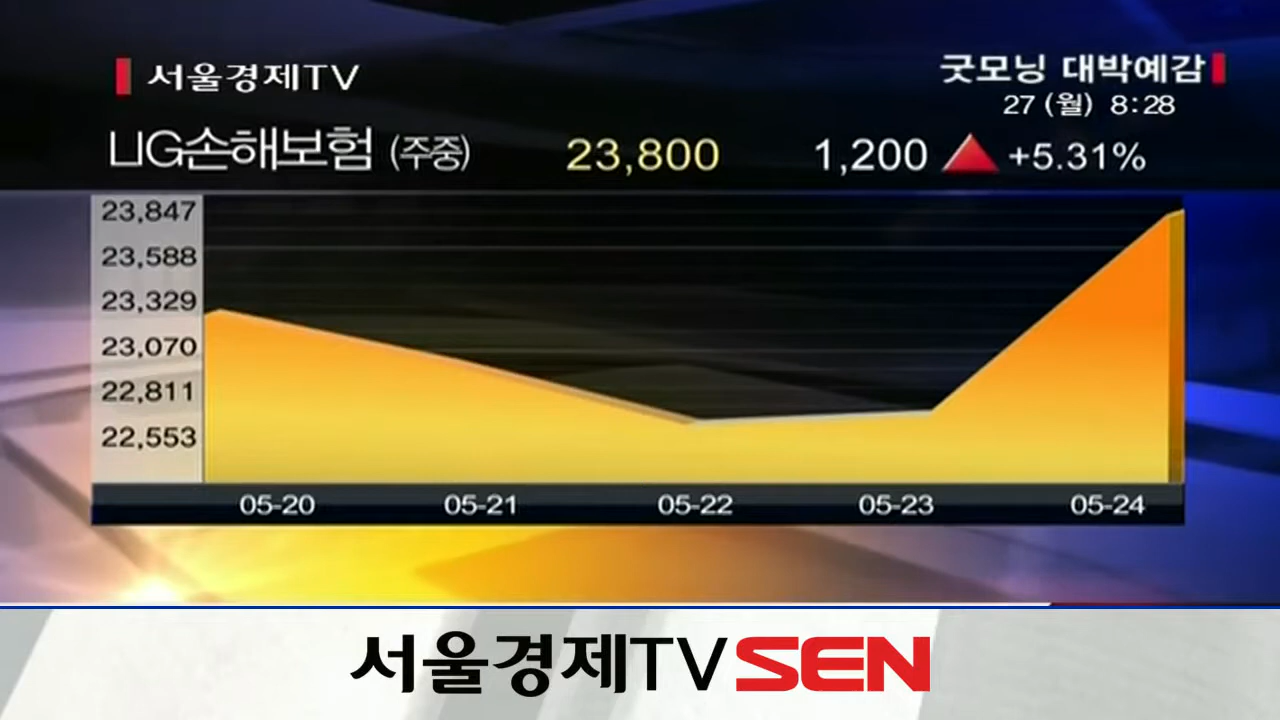 서울경제TV
굿모닝 대박예감
27 (월) 8:28
LIG손해보험 (주중) 23,800 1,200 +5.31%
23,847
23,588
23,329
23,070
22,811
22,553
05-20 05-21 05-22 05-23 05-24
서울경제TV SEN